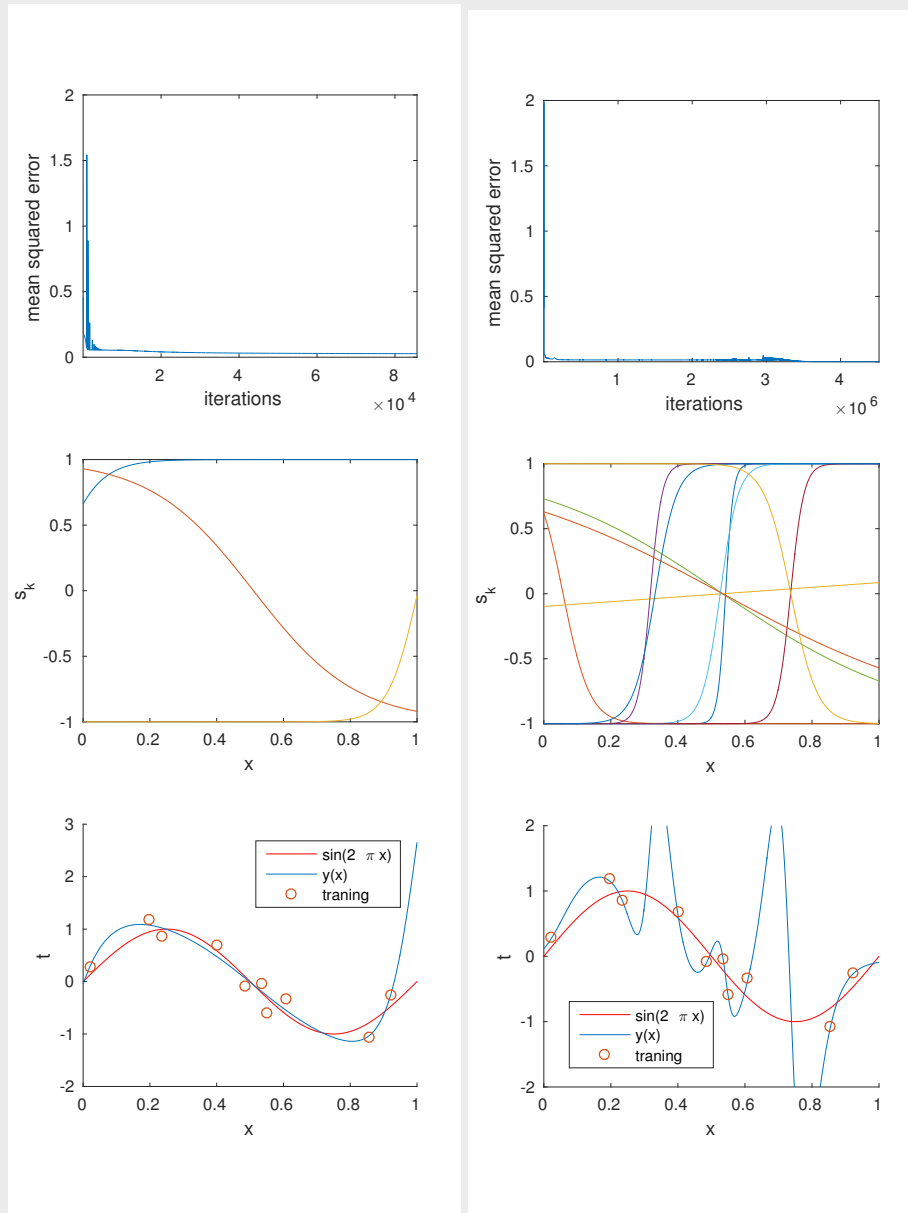 2
1.5
1
0.5
0
mean squared error
2 4 6 8
iterations
×10 4
1
0.5
0
-0.5
-1
s k
0 0.2 0.4 0.6 0.8 1
x
3
2
1
0
-1
-2
t
sin(2 π x)
y(x)
traning
0 0.2 0.4 0.6 0.8 1
x
2
1.5
1
0.5
0
mean squared error
1 2 3 4
iterations
×10 6
1
0.5
0
-0.5
-1
s k
0 0.2 0.4 0.6 0.8 1
x
2
1
0
-1
-2
t
sin(2 π x)
y(x)
traning
0 0.2 0.4 0.6 0.8 1
x